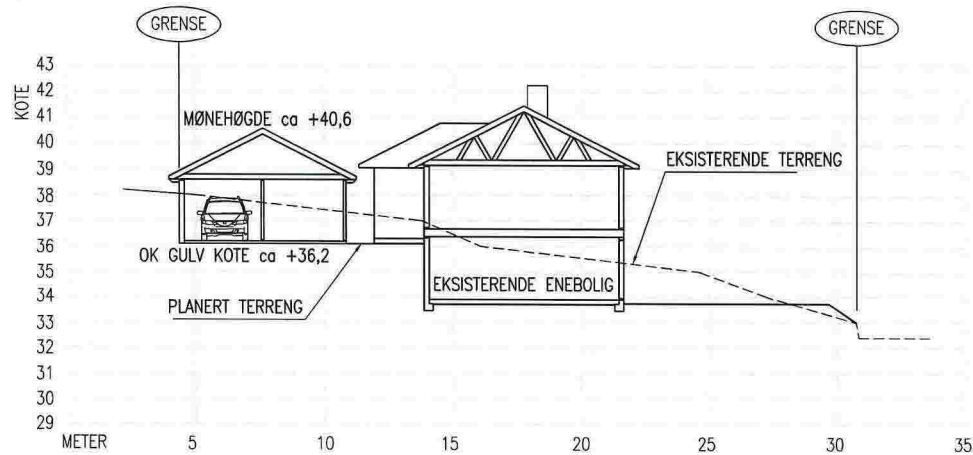 GRENSE
GRENSE
KOTE
43
42
41
40
39
38
37
36
35
34
33
32
31
30
29
MØNEHØGDE ca +40,6
EKSISTERENDE TERRENG
OK GULV KOTE ca +36,2
EKSISTERENDE ENEBOLIG
PLANERT TERRENG
METER 5 10 15 20 25 30 35